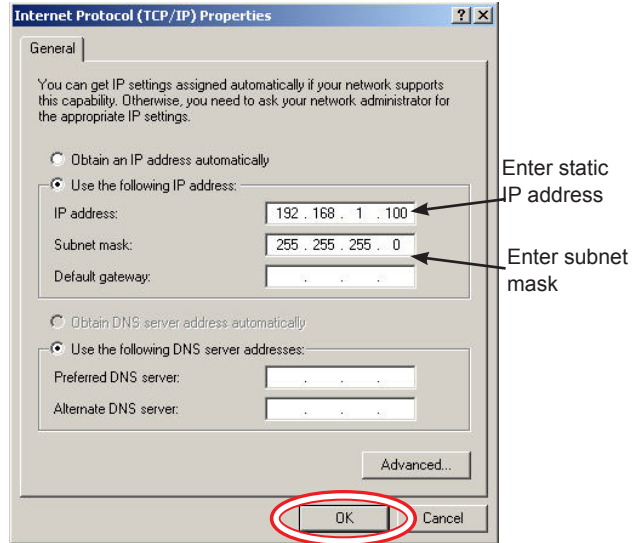 Internet Protocol (TCP/IP) Properties
General
You can get IP settings assigned automatically if your network supports
this capability. Otherwise, you need to ask your network administrator for
the appropriate IP settings.
Obtain an IP address automatically
Use the following IP address:
IP address: 192 . 168 . 1 . 100
Subnet mask: 255 . 255 . 255 . 0
Default gateway: . . .
Obtain DNS server address automatically
Use the following DNS server addresses:
Preferred DNS server: . . .
Alternate DNS server: . . .
Advanced...
OK Cancel
Enter static
IP address
Enter subnet
mask